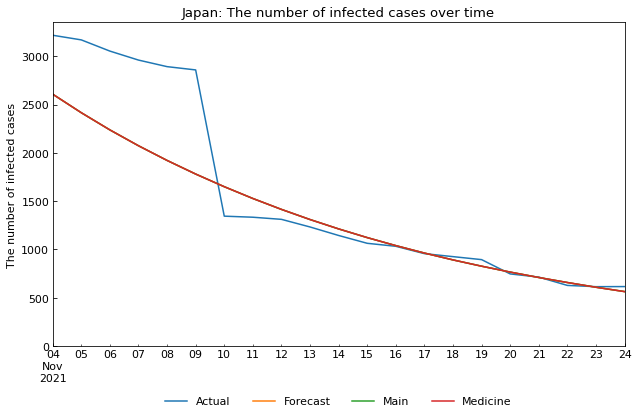 Japan: The number of infected cases over time
The number of infected cases
3000
2500
2000
1500
1000
500
0
04 05 06 07 08 09 10 11 12 13 14 15 16 17 18 19 20 21 22 23 24
Nov
2021
Actual Forecast Main Medicine